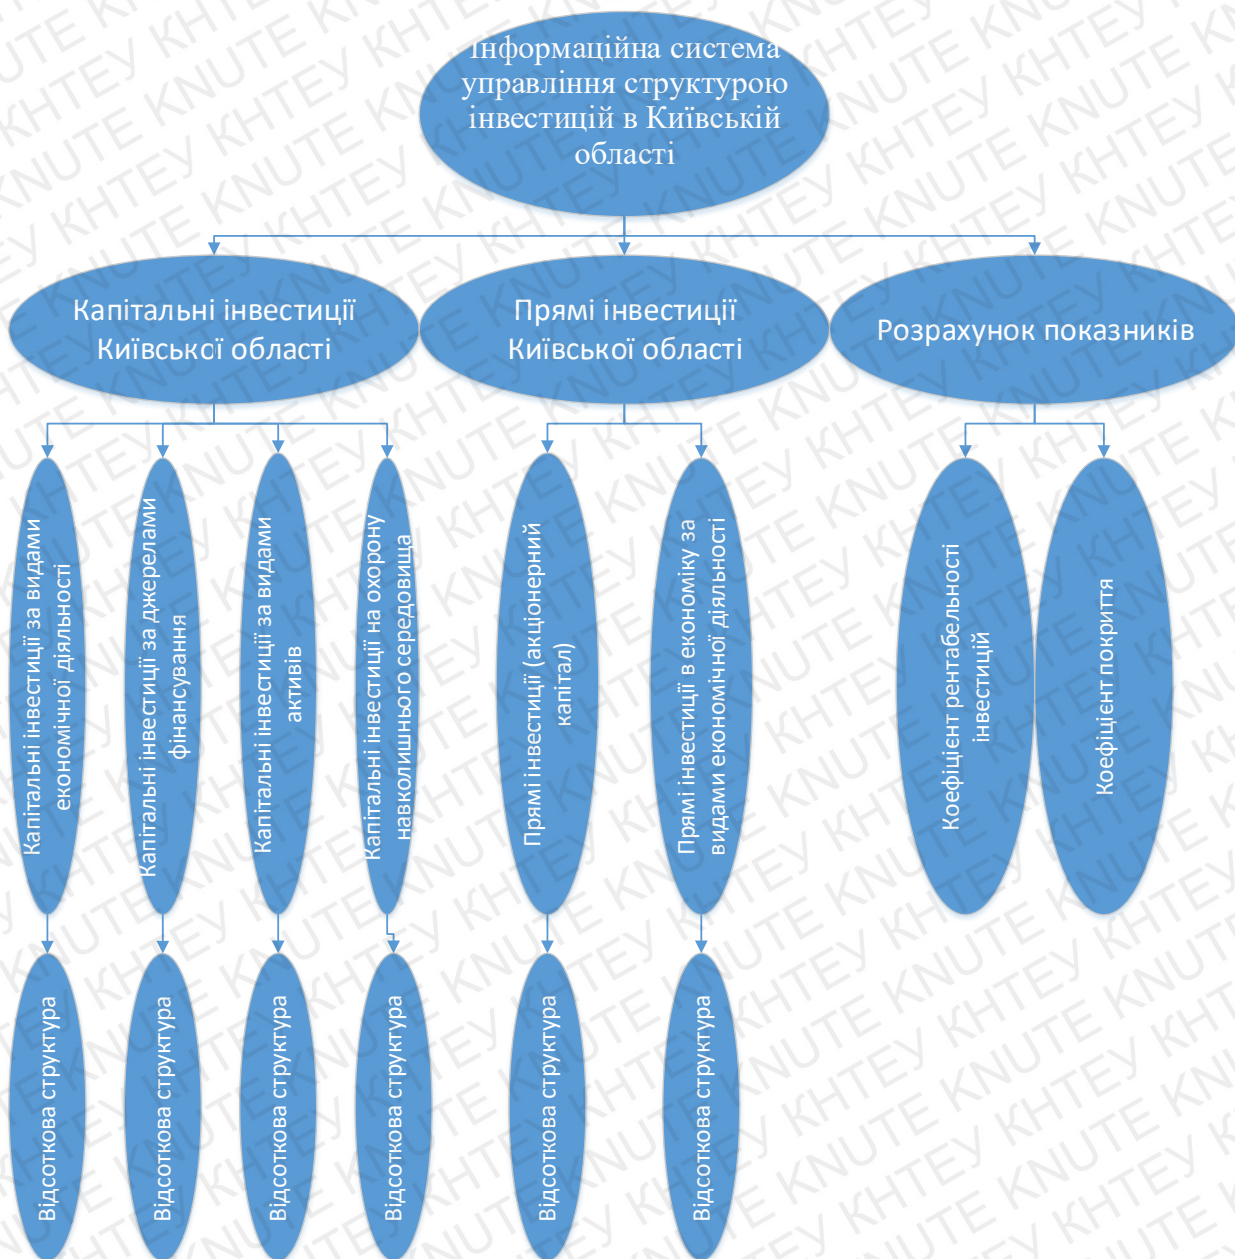 Інформаційна система
управління структурою
інвестицій в Київській
області
Капітальні інвестиції
Київської області
Прямі інвестиції
Київської області
Розрахунок показників
Капітальні інвестиції за видами
економічної діяльності
Капітальні інвестиції за джерелами
фінансування
Капітальні інвестиції за видами
активів
Капітальні інвестиції на охорону
навколишнього середовища
Прямі інвестиції (акціонерний
капітал)
Прямі інвестиції в економіку за
видами економічної діяльності
Коефіцієнт рентабельності
інвестицій
Коефіцієнт покриття
Відсоткова структура
Відсоткова структура
Відсоткова структура
Відсоткова структура
Відсоткова структура
Відсоткова структура